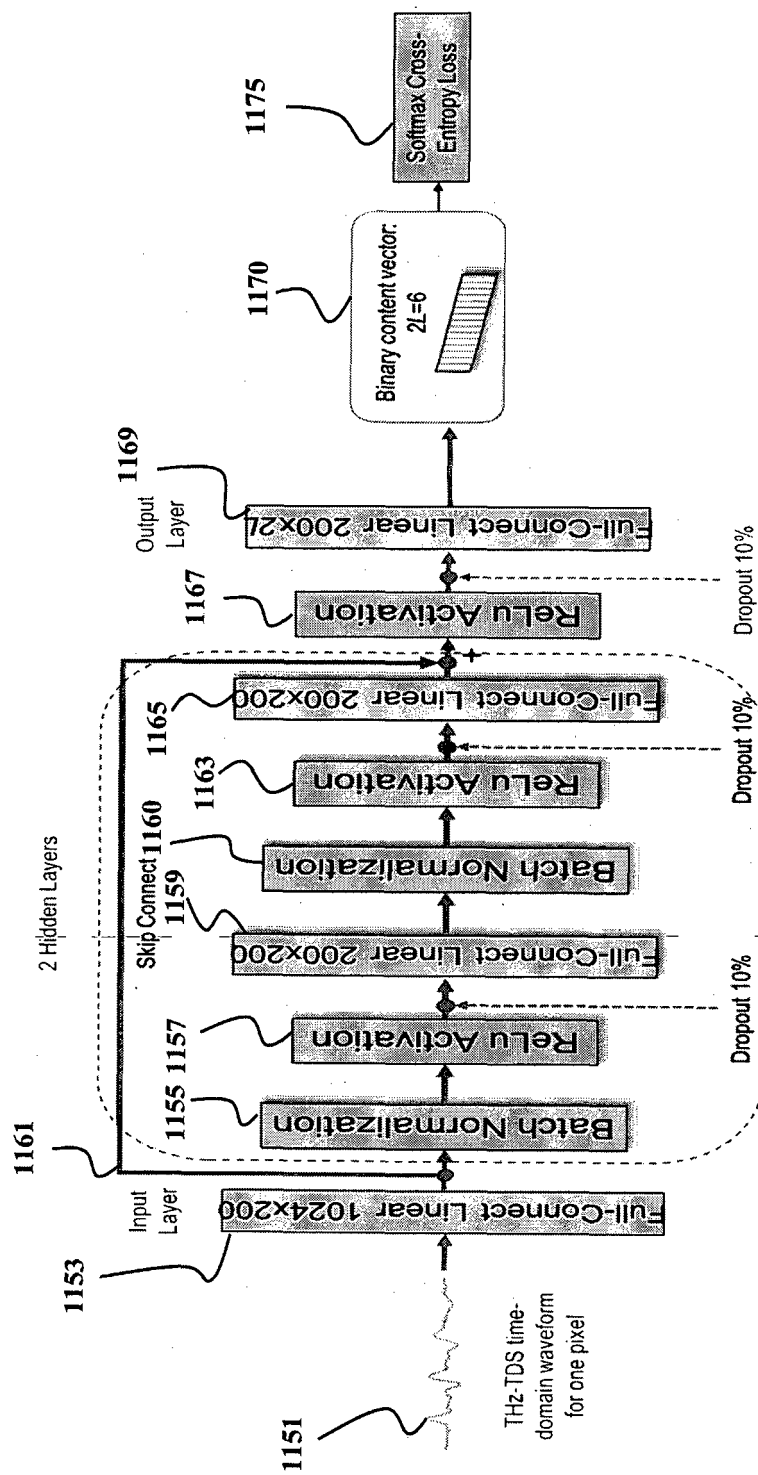 1151
THz-TDS time-
domain waveform
for one pixel
1153
Input
Layer
Full-Connect Linear 1024x200
1161
2 Hidden Layers
Skip Connect
1155
Batch Normalization
1157
ReLu Activation
Dropout 10%
1159
Full-Connect Linear 200x200
1160
Batch Normalization
1163
ReLu Activation
Dropout 10%
1165
Full-Connect Linear 200x200
+
1167
ReLu Activation
Dropout 10%
Output
Layer
1169
Full-Connect Linear 200x2L
1170
Binary content vector:
2L=6
1175
Softmax Cross-
Entropy Loss